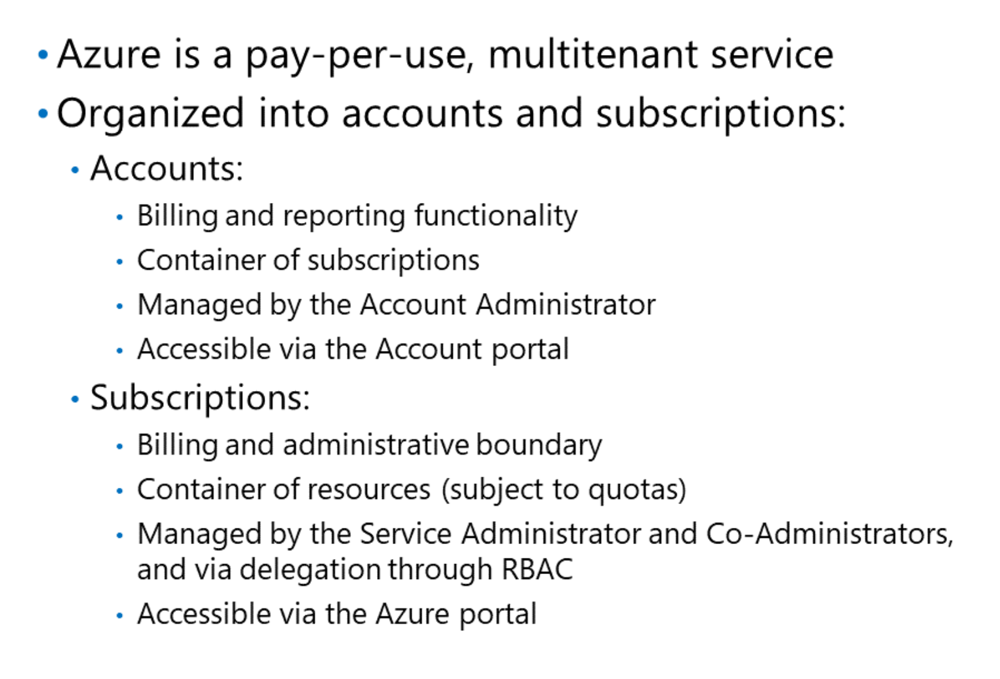 • Azure is a pay-per-use, multitenant service
• Organized into accounts and subscriptions:
• Accounts:
• Billing and reporting functionality
• Container of subscriptions
• Managed by the Account Administrator
• Accessible via the Account portal
• Subscriptions:
• Billing and administrative boundary
• Container of resources (subject to quotas)
• Managed by the Service Administrator and Co-Administrators,
and via delegation through RBAC
• Accessible via the Azure portal